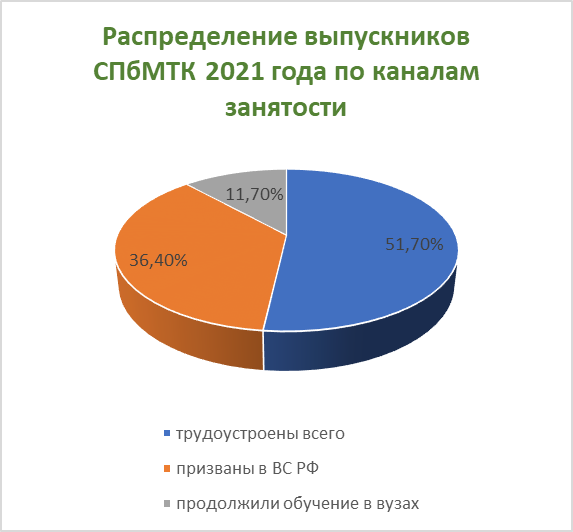 Распределение выпускников
СПбМТК 2021 года по каналам
занятости
11,70%
51,70%
36,40%
трудоустроены всего
призваны в ВС РФ
продолжили обучение в вузах